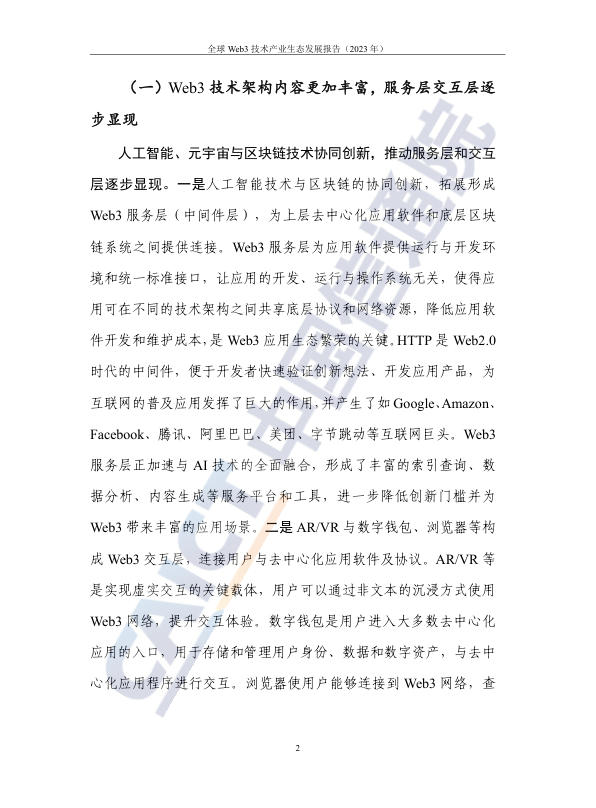 全球 Web3 技术产业生态发展报告（2023 年）
（一）Web3 技术架构内容更加丰富，服务层交互层逐
步显现
人工智能、元宇宙与区块链技术协同创新，推动服务层和交互
层逐步显现。一是人工智能技术与区块链的协同创新，拓展形成
Web3 服务层（中间件层），为上层去中心化应用软件和底层区块
链系统之间提供连接。Web3 服务层为应用软件提供运行与开发环
境和统一标准接口，让应用的开发、运行与操作系统无关，使得应
用可在不同的技术架构之间共享底层协议和网络资源，降低应用软
件开发和维护成本，是 Web3 应用生态繁荣的关键。HTTP 是 Web2.0
时代的中间件，便于开发者快速验证创新想法、开发应用产品，为
互联网的普及应用发挥了巨大的作用，并产生了如 Google、Amazon、
Facebook、腾讯、阿里巴巴、美团、字节跳动等互联网巨头。Web3
服务层正加速与 AI 技术的全面融合，形成了丰富的索引查询、数
据分析、内容生成等服务平台和工具，进一步降低创新门槛并为
Web3 带来丰富的应用场景。二是 AR/VR 与数字钱包、浏览器等构
成 Web3 交互层，连接用户与去中心化应用软件及协议。AR/VR 等
是实现虚实交互的关键载体，用户可以通过非文本的沉浸方式使用
Web3 网络，提升交互体验。数字钱包是用户进入大多数去中心化
应用的入口，用于存储和管理用户身份、数据和数字资产，与去中
心化应用程序进行交互。浏览器使用户能够连接到 Web3 网络，查
2
CAICT 中国信通院